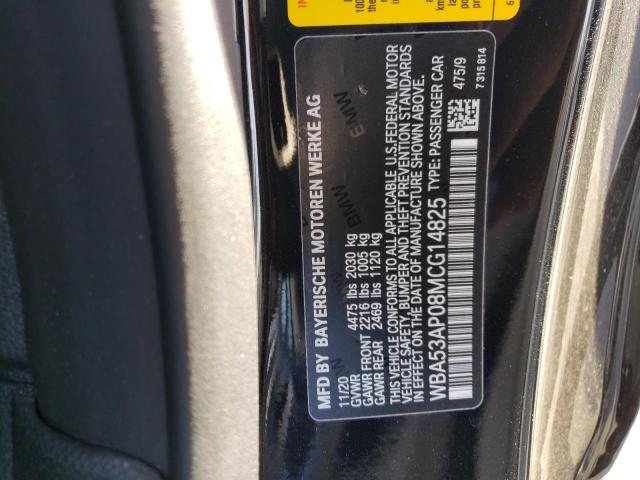 MFD BY BAYERISCHE MOTOREN WERKE AG
BMW BMW
11/20
GVWR 4475 lbs 2030 kg
GAWR FRONT 2216 lbs 1005 kg
GAWR REAR 2469 lbs 1120 kg
THIS VEHICLE CONFORMS TO ALL APPLICABLE U.S.FEDERAL MOTOR
VEHICLE SAFETY, BUMPER AND THEFT PREVENTION STANDARDS
IN EFFECT ON THE DATE OF MANUFACTURE SHOWN ABOVE.
WBA53AP08MCG14825 TYPE: PASSENGER CAR 475/9
7315814